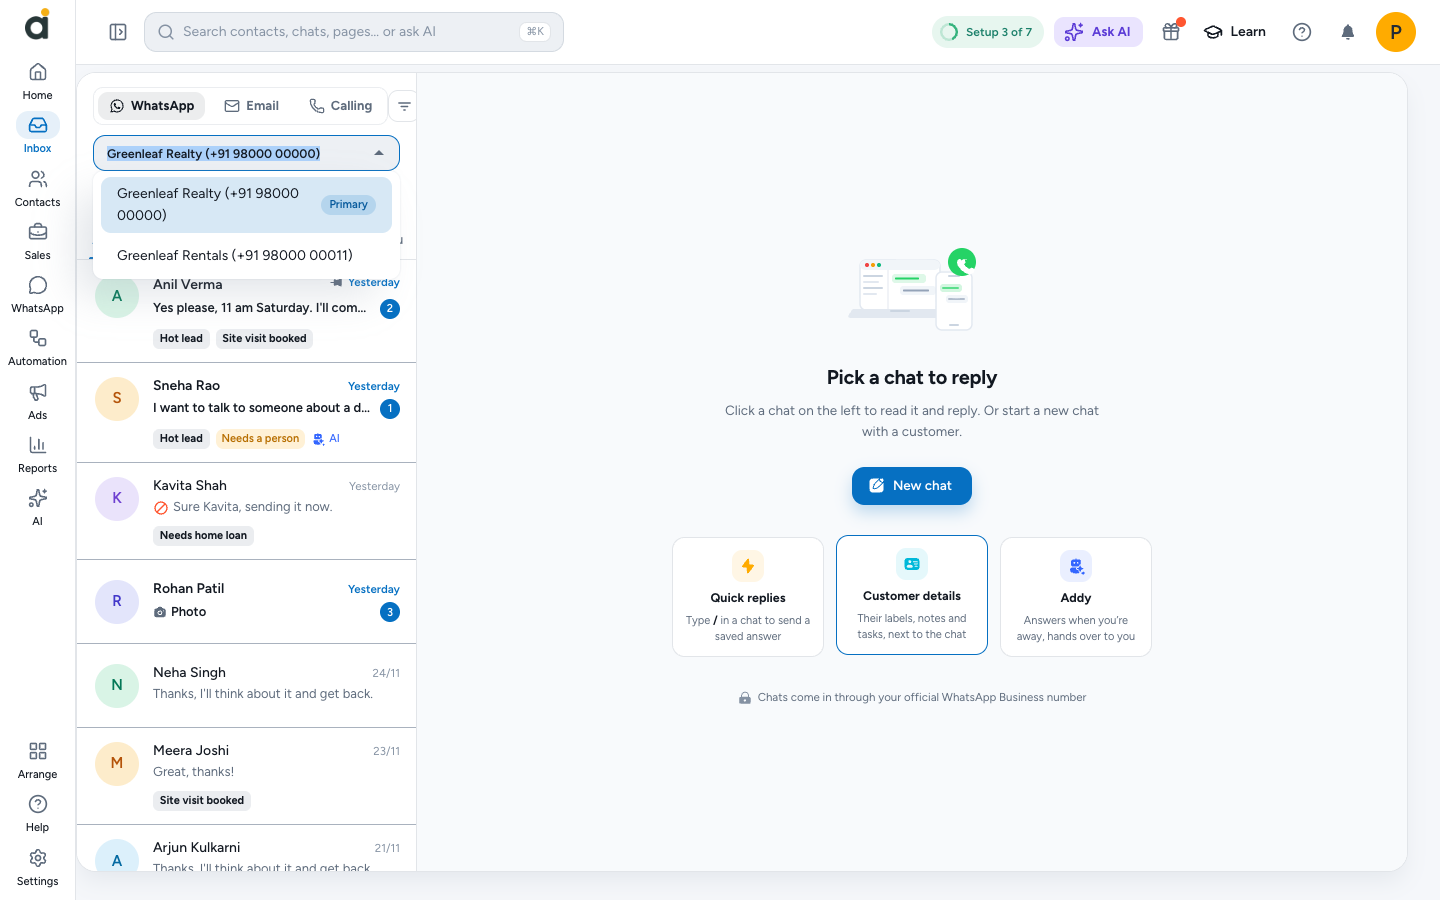 Search contacts, chats, pages... or ask AI
⌘K
Setup 3 of 7
Ask AI
Learn
P
Home
Inbox
Contacts
Sales
WhatsApp
Automation
Ads
Reports
AI
Arrange
Help
Settings
WhatsApp
Email
Calling
Greenleaf Realty (+91 98000 00000)
Greenleaf Realty (+91 98000
00000)
Primary
Greenleaf Rentals (+91 98000 00011)
A
Anil Verma
Yesterday
Yes please, 11 am Saturday. I'll com...
2
Hot lead
Site visit booked
S
Sneha Rao
Yesterday
I want to talk to someone about a d...
1
Hot lead
Needs a person
AI
K
Kavita Shah
Yesterday
Sure Kavita, sending it now.
Needs home loan
R
Rohan Patil
Yesterday
Photo
3
N
Neha Singh
24/11
Thanks, I'll think about it and get back.
M
Meera Joshi
23/11
Great, thanks!
Site visit booked
A
Arjun Kulkarni
21/11
Thanks, I'll think about it and get back.
Pick a chat to reply
Click a chat on the left to read it and reply. Or start a new chat
with a customer.
New chat
Quick replies
Type / in a chat to send a
saved answer
Customer details
Their labels, notes and
tasks, next to the chat
Addy
Answers when you're
away, hands over to you
Chats come in through your official WhatsApp Business number